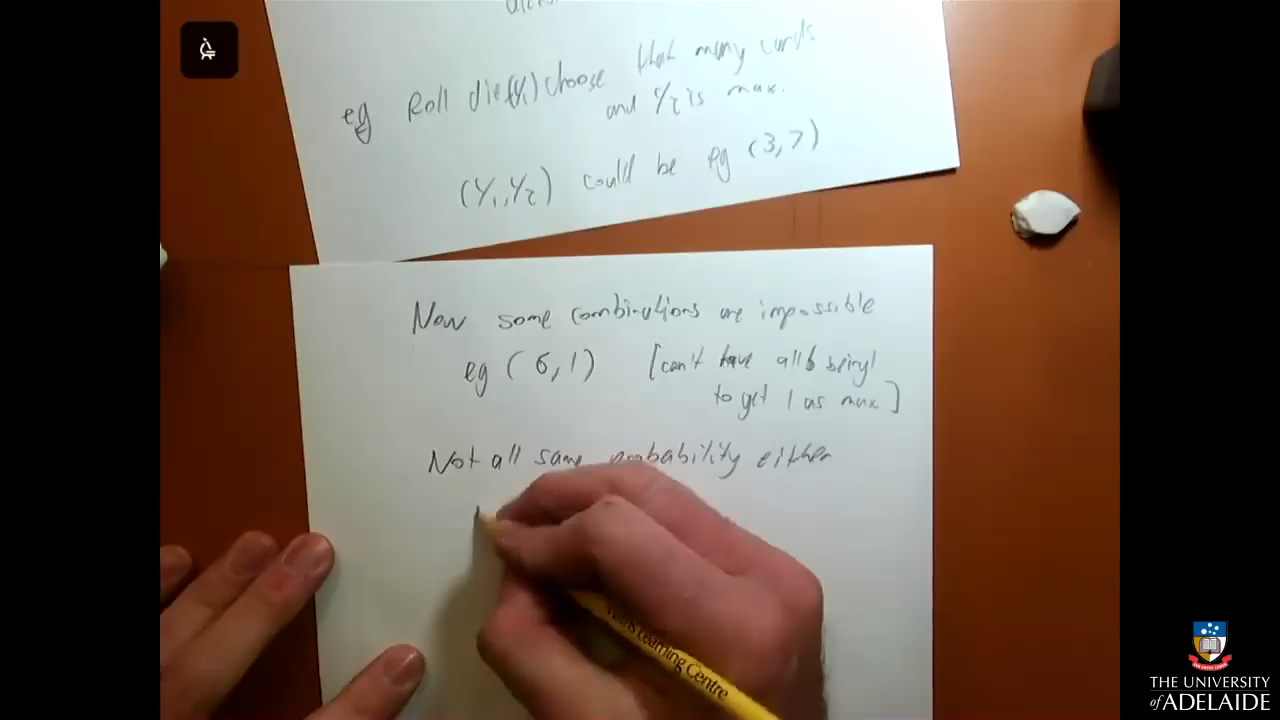 eg Roll die (Y1) choose that many cards
and Y2 is max.
(Y1, Y2) could be eg (3,7)
Now some combinations are impossible
eg (6,1) [can't have all 6 being 1
to get 1 as max]
Not all same probability either
Maths Learning Centre
THE UNIVERSITY
of ADELAIDE